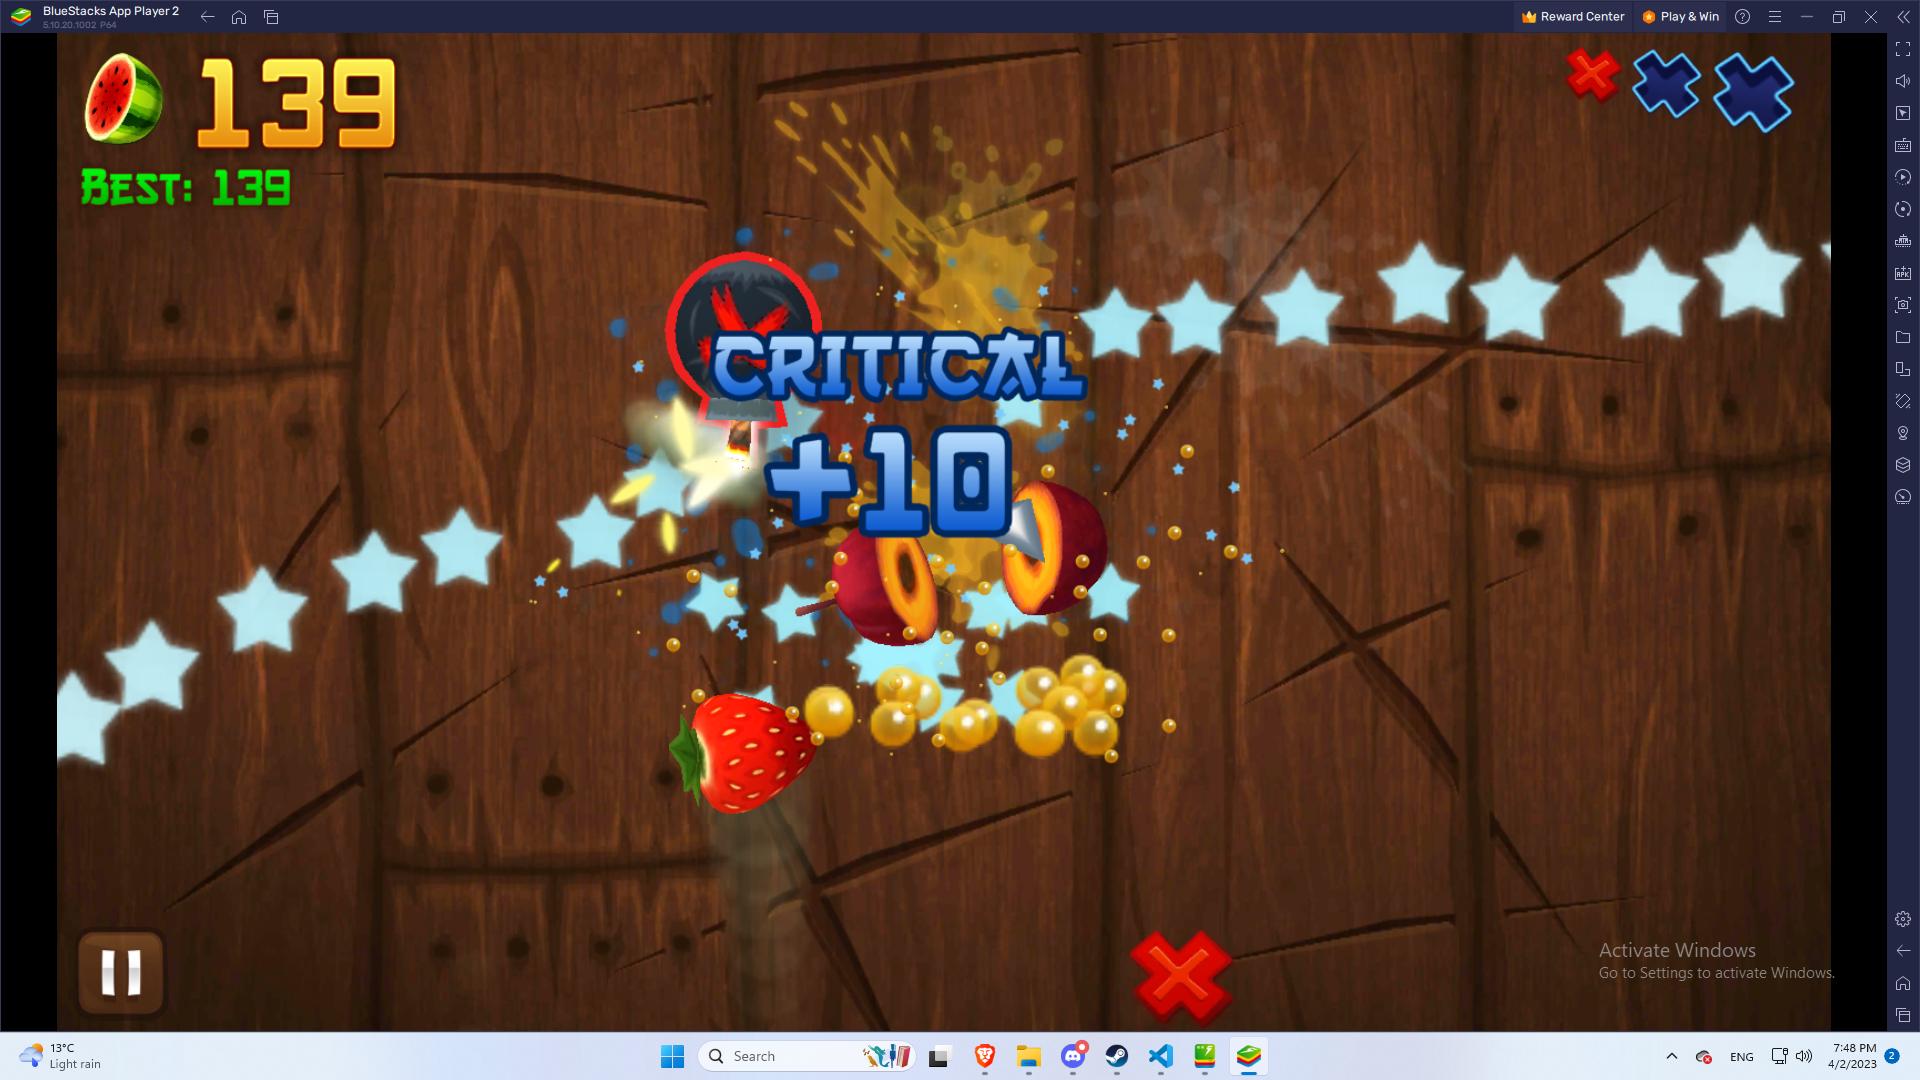 BlueStacks App Player 2
5.10.20.1002 P64
Reward Center
Play & Win
139
BEST: 139
CRITICAL
+10
APK
Activate Windows
Go to Settings to activate Windows.
13°C
Light rain
Search
ENG
7:48 PM
4/2/2023
2